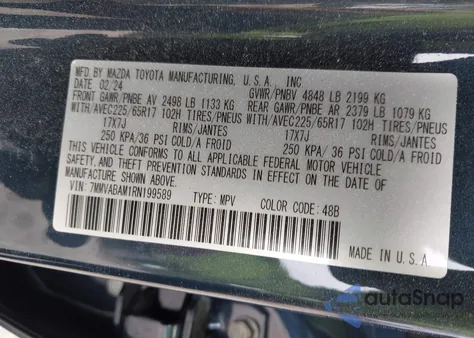 MFD. BY MAZDA TOYOTA MANUFACTURING, U.S.A., INC.
DATE: 02/24 GVWR/PNBV 4848 LB 2199 KG
FRONT GAWR/PNBE AV 2498 LB 1133 KG REAR GAWR/PNBE AR 2379 LB 1079 KG
WITH/AVEC225/65R17 102H TIRES/PNEUS WITH/AVEC225/65R17 102H TIRES/PNEUS
17X7J RIMS/JANTES 17X7J RIMS/JANTES
250 KPA/36 PSI COLD/A FROID 250 KPA/36 PSI COLD/A FROID
THIS VEHICLE CONFORMS TO ALL APPLICABLE FEDERAL MOTOR VEHICLE
SAFETY AND THEFT PREVENTION STANDARDS IN EFFECT ON THE DATE OF
MANUFACTURE SHOWN ABOVE.
VIN: 7MMVABAM1RN199589 TYPE: MPV COLOR CODE: 48B
MADE IN U.S.A.
autoSnap